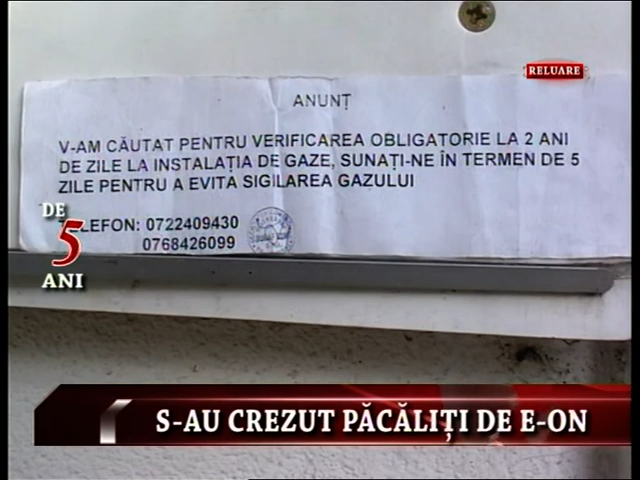 RELUARE
ANUNȚ
V-AM CĂUTAT PENTRU VERIFICAREA OBLIGATORIE LA 2 ANI
DE ZILE LA INSTALAȚIA DE GAZE, SUNAȚI-NE ÎN TERMEN DE 5
ZILE PENTRU A EVITA SIGILAREA GAZULUI
TELEFON: 0722409430
0768426099
DE
5
ANI
S-AU CREZUT PĂCĂLIȚI DE E-ON